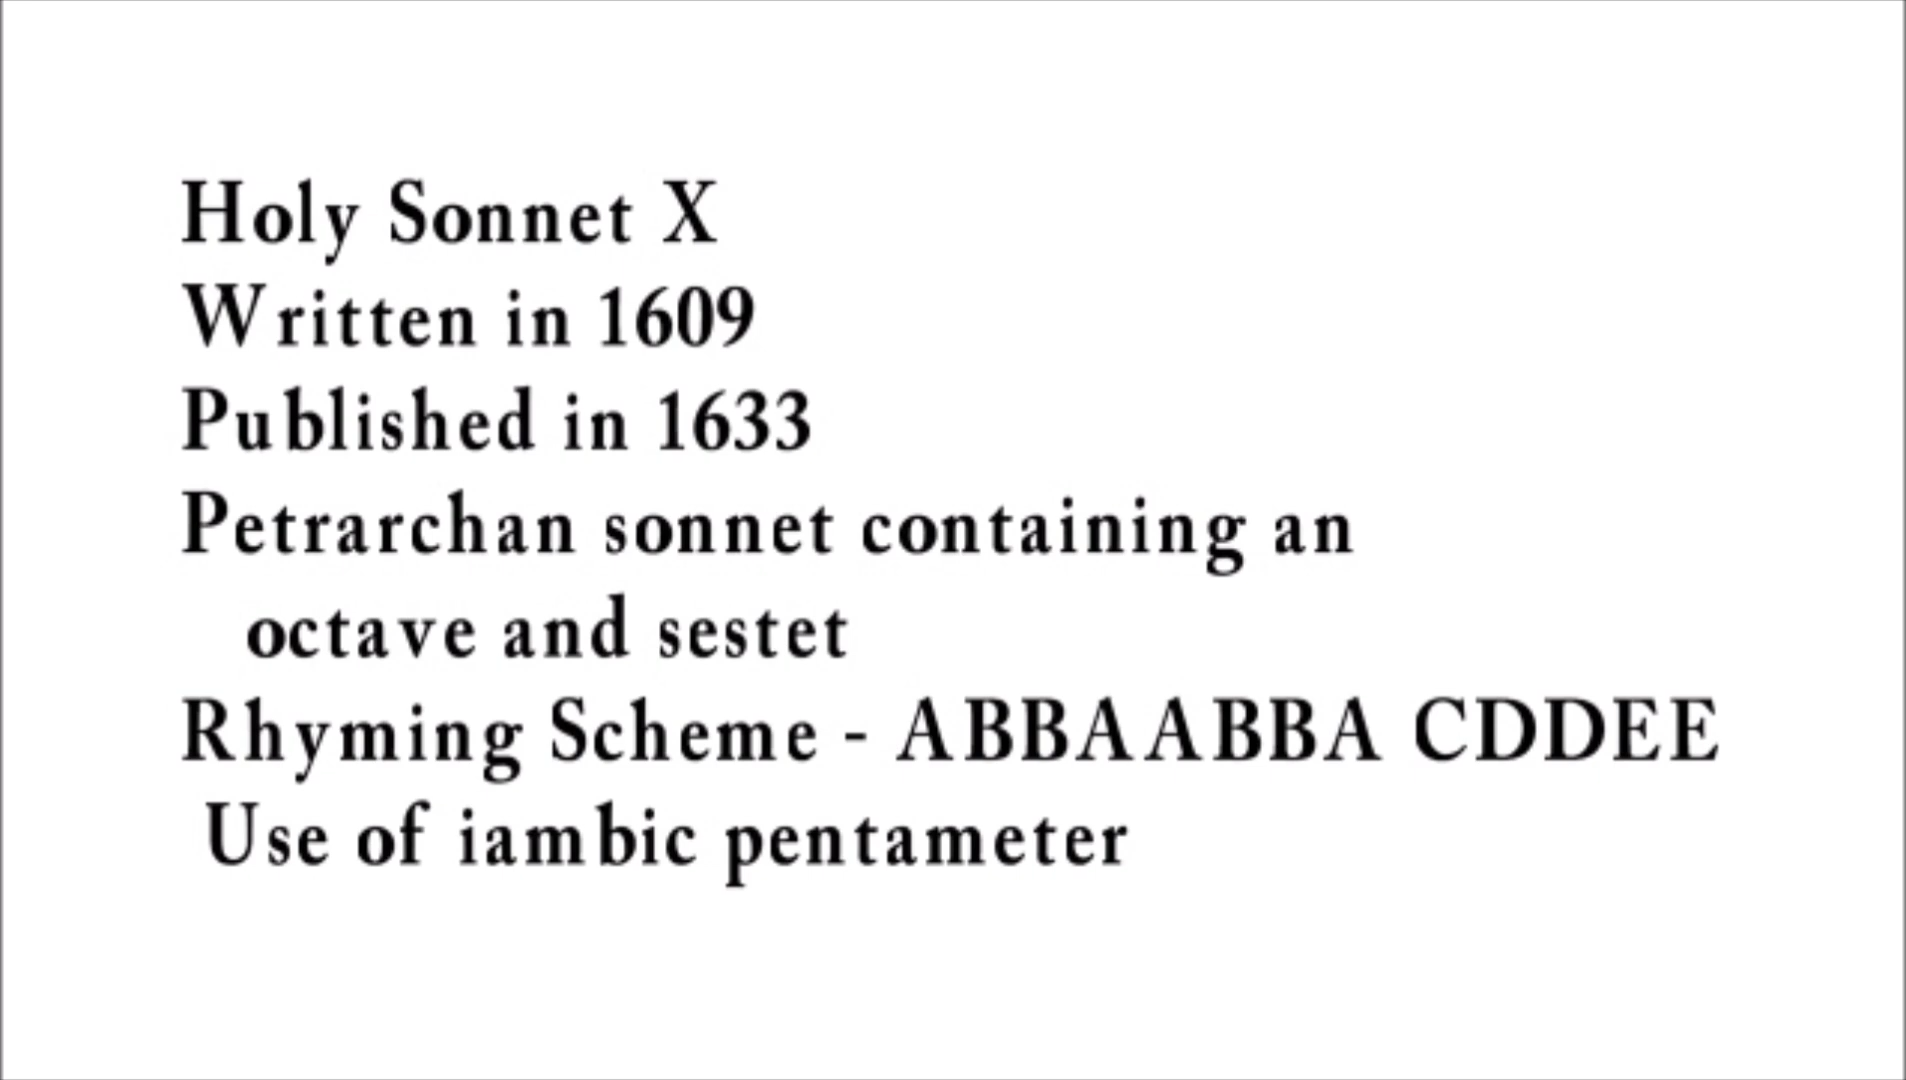 Holy Sonnet X
Written in 1609
Published in 1633
Petrarchan sonnet containing an
octave and sestet
Rhyming Scheme - ABBAABBA CDDEE
Use of iambic pentameter